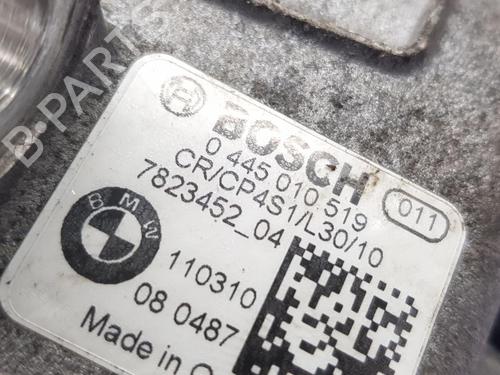 BOSCH
0 445 010 519
CR/CP4S1/L30/10
011
7823452_04
BMW
110310
08 0487
Made in
B-PARTS